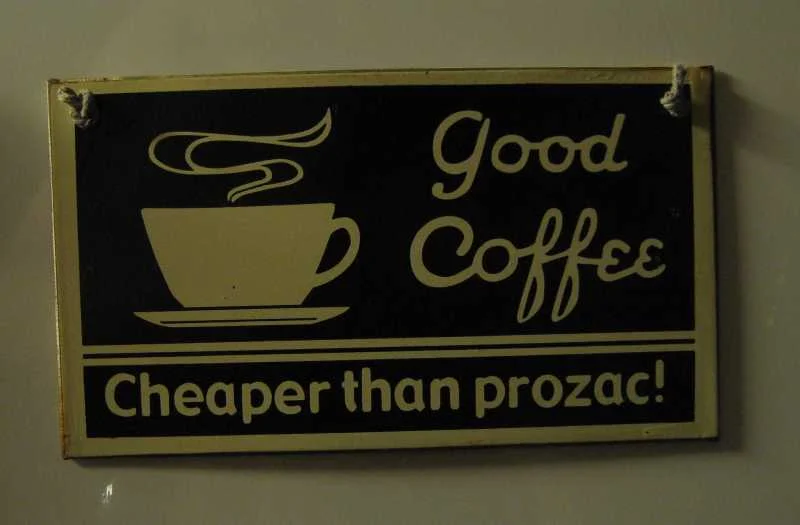 Good
Coffee
Cheaper than prozac!